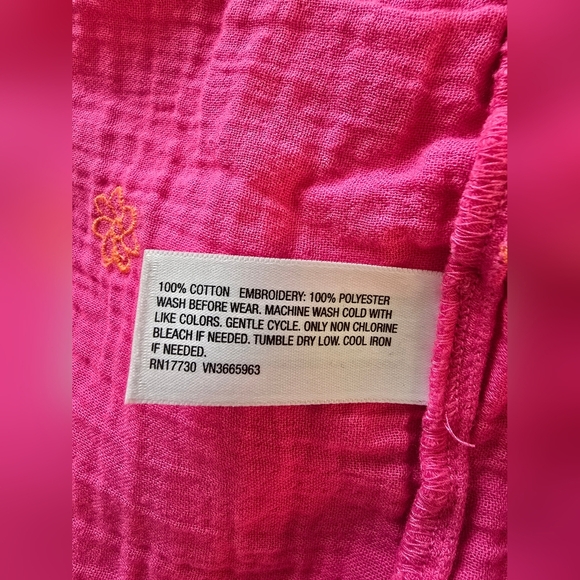 100% COTTON EMBROIDERY: 100% POLYESTER
WASH BEFORE WEAR. MACHINE WASH COLD WITH
LIKE COLORS. GENTLE CYCLE. ONLY NON CHLORINE
BLEACH IF NEEDED. TUMBLE DRY LOW. COOL IRON
IF NEEDED.
RN17730 VN3665963